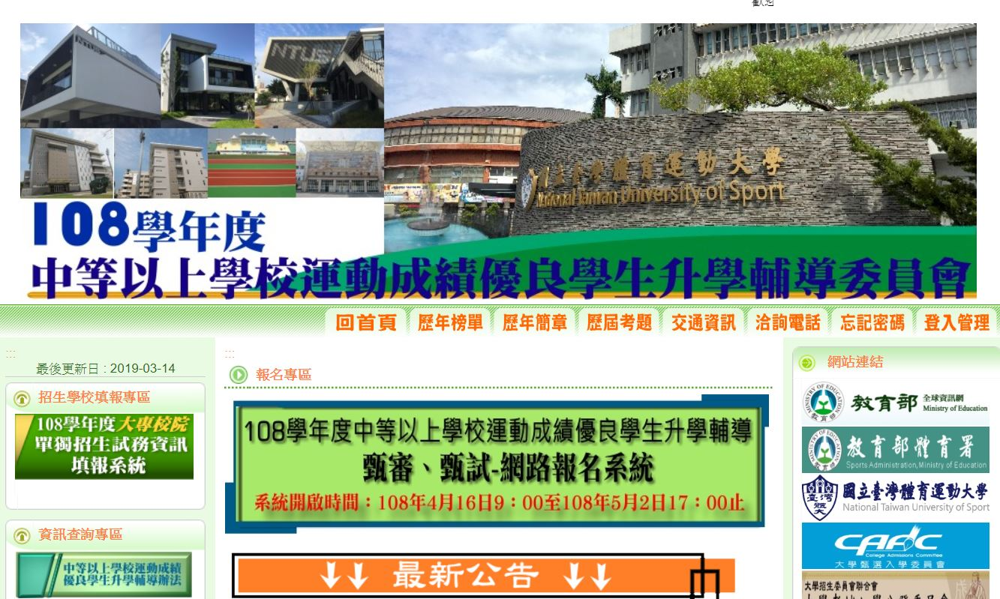 NTUS
國立臺灣體育運動大學
National Taiwan University of Sport
108學年度
中等以上學校運動成績優良學生升學輔導委員會
回首頁
歷年榜單
歷年簡章
歷屆考題
交通資訊
洽詢電話
忘記密碼
登入管理
:::
最後更新日 : 2019-03-14
招生學校填報專區
108學年度大專校院
單獨招生試務資訊
填報系統
資訊查詢專區
中等以上學校運動成績
優良學生升學輔導辦法
:::
報名專區
108學年度中等以上學校運動成績優良學生升學輔導
甄審、甄試-網路報名系統
系統開啟時間：108年4月16日9：00至108年5月2日17：00止
最新公告
網站連結
MINISTRY OF EDUCATION
教育部 全球資訊網
Ministry of Education
MINISTRY OF EDUCATION
教育部體育署
Sports Administration, Ministry of Education
臺灣
體
大
國立臺灣體育運動大學
National Taiwan University of Sport
CAAC
College Admissions Committee
大學甄選入學委員會
大學招生委員會聯合會